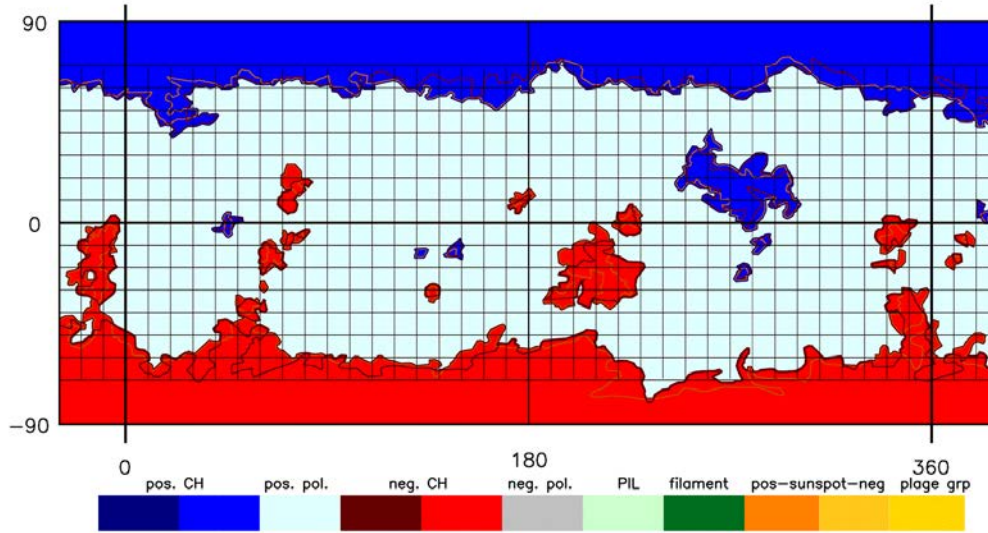 90
0
-90
0 180 360
pos. CH pos. pol. neg. CH neg. pol. PIL filament pos-sunspot-neg plage grp